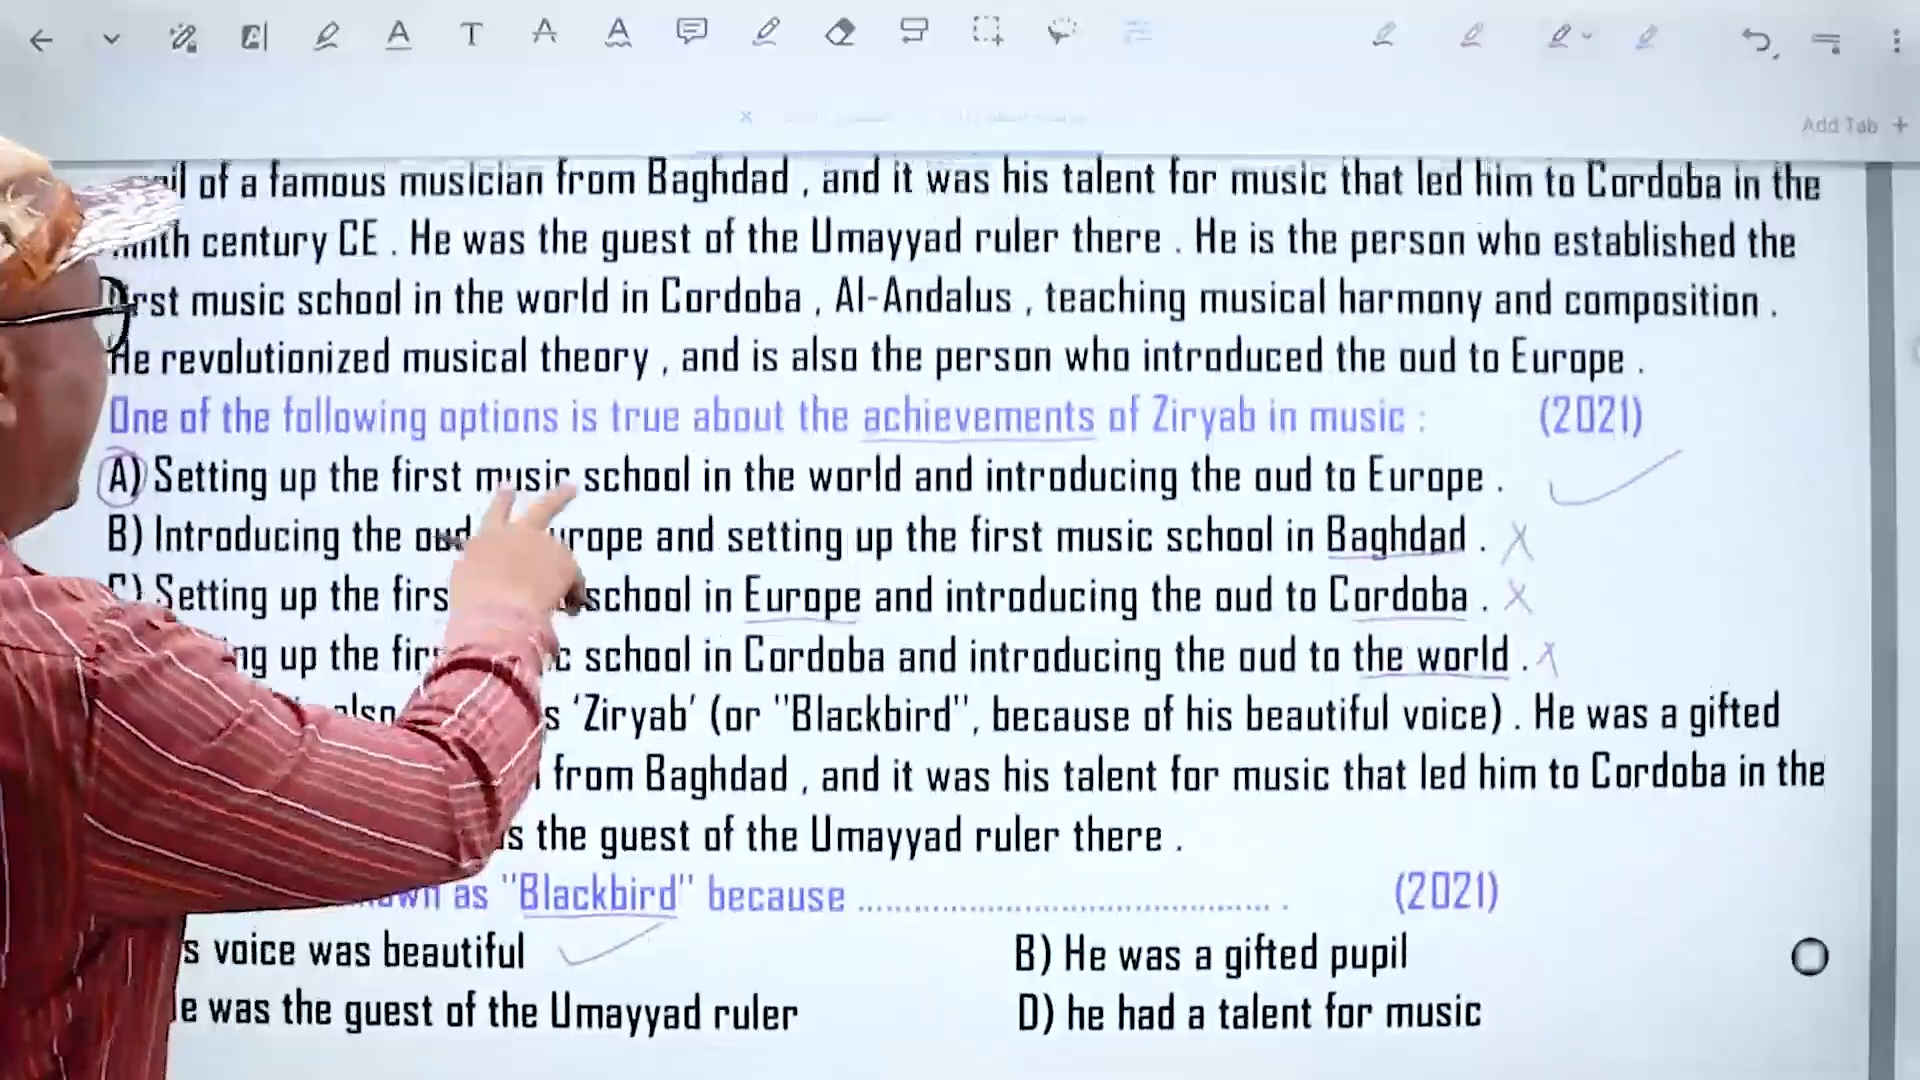 Add Tab +
of a famous musician from Baghdad , and it was his talent for music that led him to Cordoba in the
century CE . He was the guest of the Umayyad ruler there . He is the person who established the
first music school in the world in Cordoba , Al-Andalus , teaching musical harmony and composition .
He revolutionized musical theory , and is also the person who introduced the oud to Europe .
One of the following options is true about the achievements of Ziryab in music : (2021)
A) Setting up the first music school in the world and introducing the oud to Europe .
B) Introducing the oud Europe and setting up the first music school in Baghdad .
C) Setting up the first school in Europe and introducing the oud to Cordoba .
up the first school in Cordoba and introducing the oud to the world .
also 'Ziryab' (or "Blackbird", because of his beautiful voice) . He was a gifted
from Baghdad , and it was his talent for music that led him to Cordoba in the
the guest of the Umayyad ruler there .
as "Blackbird" because ............................................. . (2021)
voice was beautiful B) He was a gifted pupil
was the guest of the Umayyad ruler D) he had a talent for music